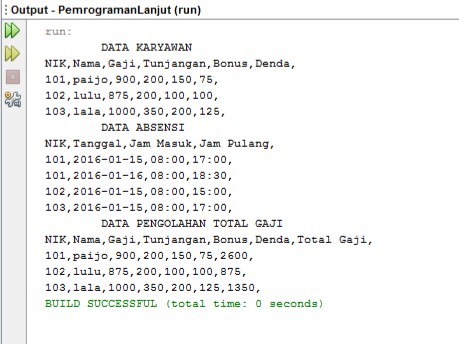 Output - PemrogramanLanjut (run)
run:
DATA KARYAWAN
NIK,Nama,Gaji,Tunjangan,Bonus,Denda,
101,paijo,900,200,150,75,
102,lulu,875,200,100,100,
103,lala,1000,350,200,125,
DATA ABSENSI
NIK,Tanggal,Jam Masuk,Jam Pulang,
101,2016-01-15,08:00,17:00,
101,2016-01-16,08:00,18:30,
102,2016-01-15,08:00,15:00,
103,2016-01-15,08:00,17:00,
DATA PENGOLAHAN TOTAL GAJI
NIK,Nama,Gaji,Tunjangan,Bonus,Denda,Total Gaji,
101,paijo,900,200,150,75,2600,
102,lulu,875,200,100,100,875,
103,lala,1000,350,200,125,1350,
BUILD SUCCESSFUL (total time: 0 seconds)